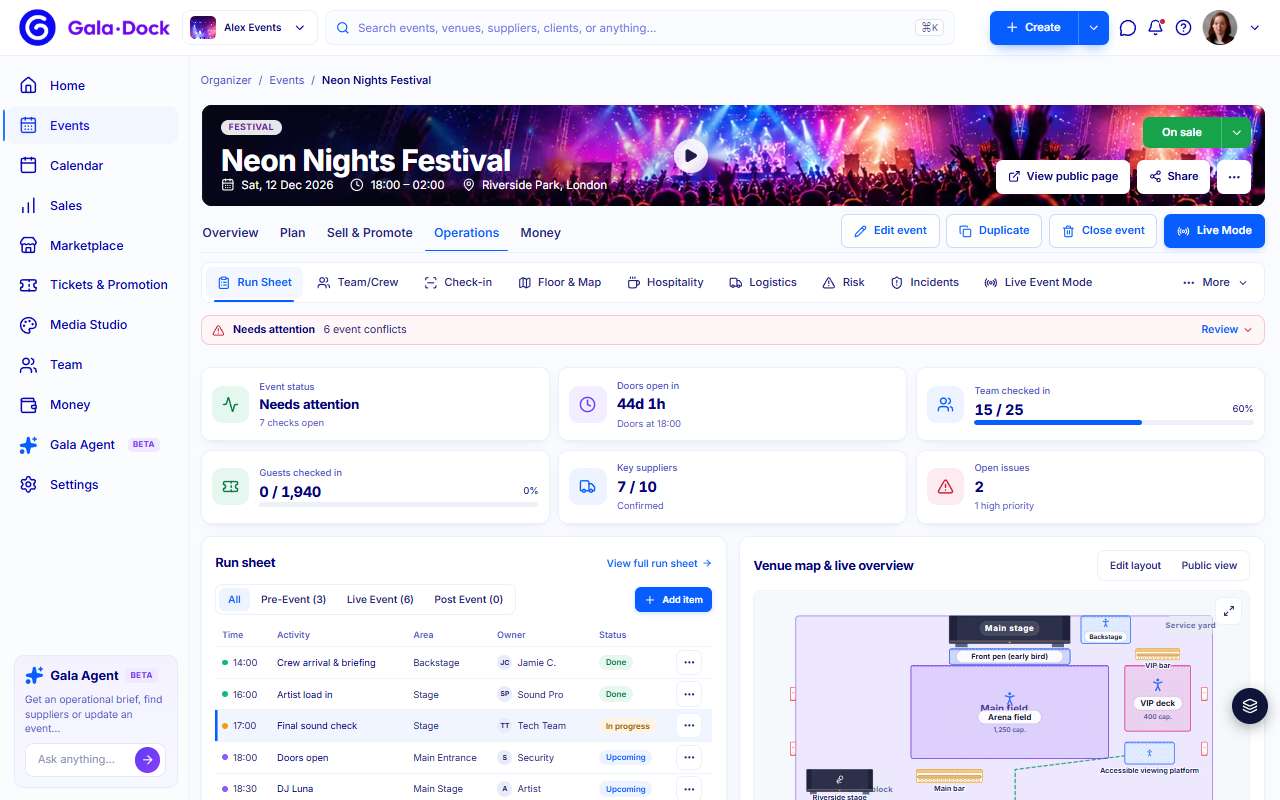 Gala·Dock
Alex Events
Search events, venues, suppliers, clients, or anything...
⌘K
+ Create
Home
Events
Calendar
Sales
Marketplace
Tickets & Promotion
Media Studio
Team
Money
Gala Agent BETA
Settings
Gala Agent BETA
Get an operational brief, find
suppliers or update an
event...
Ask anything...
Organizer / Events / Neon Nights Festival
FESTIVAL
Neon Nights Festival
Sat, 12 Dec 2026 18:00 – 02:00 Riverside Park, London
On sale
View public page
Share
Overview Plan Sell & Promote Operations Money
Edit event
Duplicate
Close event
Live Mode
Run Sheet Team/Crew Check-in Floor & Map Hospitality Logistics Risk Incidents Live Event Mode More
Needs attention 6 event conflicts
Review
Event status
Needs attention
7 checks open
Doors open in
44d 1h
Doors at 18:00
Team checked in
15 / 25
60%
Guests checked in
0 / 1,940
0%
Key suppliers
7 / 10
Confirmed
Open issues
2
1 high priority
Run sheet
View full run sheet →
All Pre-Event (3) Live Event (6) Post Event (0)
+ Add item
Time Activity Area Owner Status
14:00 Crew arrival & briefing Backstage JC Jamie C. Done
16:00 Artist load in Stage SP Sound Pro Done
17:00 Final sound check Stage TT Tech Team In progress
18:00 Doors open Main Entrance S Security Upcoming
18:30 DJ Luna Main Stage A Artist Upcoming
Venue map & live overview
Edit layout Public view
Main stage
Backstage
Service yard
Front pen (early bird)
VIP bar
Main field
Arena field
1,250 cap.
VIP deck
400 cap.
Accessible viewing platform
Main bar
Riverside stage